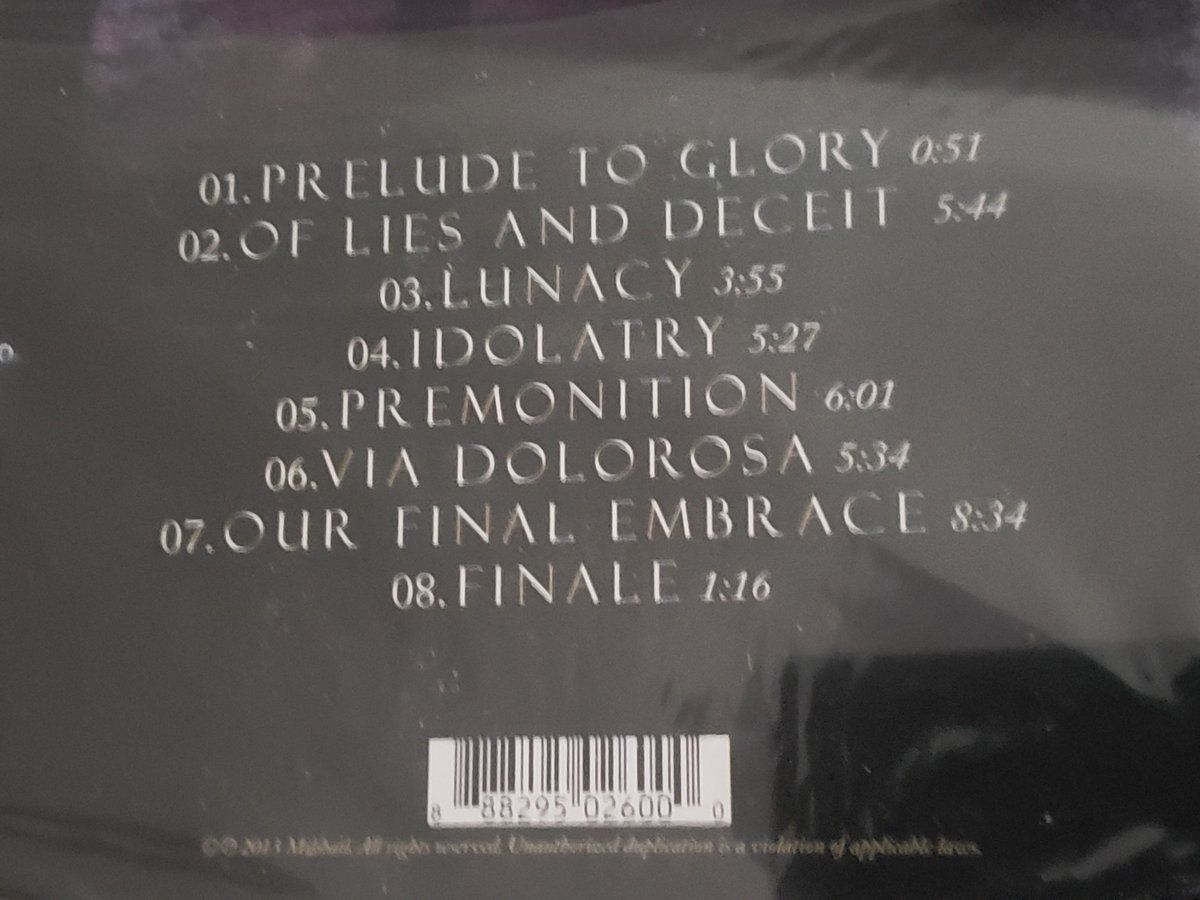 01. PRELUDE TO GLORY 0:51
02. OF LIES AND DECEIT 5:44
03. LUNACY 3:55
04. IDOLATRY 5:27
05. PREMONITION 6:01
06. VIA DOLOROSA 5:34
07. OUR FINAL EMBRACE 8:34
08. FINALE 1:16
8 88295 02600 0
©℗ 2013 Mikhail. All rights reserved. Unauthorized duplication is a violation of applicable laws.